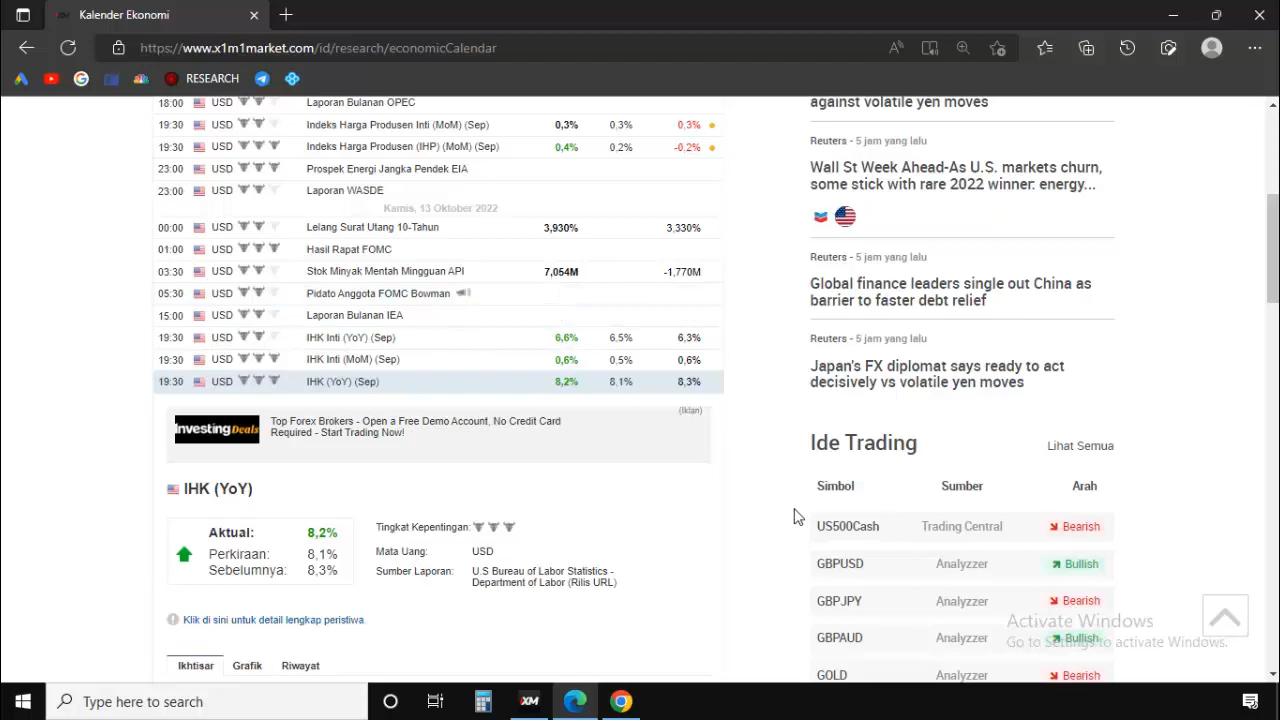 Kalender Ekonomi
https://www.x1m1market.com/id/research/economicCalendar
RESEARCH
18:00 USD Laporan Bulanan OPEC
19:30 USD Indeks Harga Produsen Inti (MoM) (Sep) 0,3% 0,3% 0,3%
19:30 USD Indeks Harga Produsen (IHP) (MoM) (Sep) 0,4% 0,2% -0,2%
23:00 USD Prospek Energi Jangka Pendek EIA
23:00 USD Laporan WASDE
Kamis, 13 Oktober 2022
00:00 USD Lelang Surat Utang 10-Tahun 3,930% 3,330%
01:00 USD Hasil Rapat FOMC
03:30 USD Stok Minyak Mentah Mingguan API 7,054M -1,770M
05:30 USD Pidato Anggota FOMC Bowman
15:00 USD Laporan Bulanan IEA
19:30 USD IHK Inti (YoY) (Sep) 6,6% 6,5% 6,3%
19:30 USD IHK Inti (MoM) (Sep) 0,6% 0,5% 0,6%
19:30 USD IHK (YoY) (Sep) 8,2% 8,1% 8,3%
(Iklan)
Investing Deals
Top Forex Brokers - Open a Free Demo Account, No Credit Card
Required - Start Trading Now!
IHK (YoY)
Aktual: 8,2%
Perkiraan: 8,1%
Sebelumnya: 8,3%
Tingkat Kepentingan:
Mata Uang: USD
Sumber Laporan: U.S Bureau of Labor Statistics -
Department of Labor (Rilis URL)
Klik di sini untuk detail lengkap peristiwa.
Ikhtisar Grafik Riwayat
against volatile yen moves
Reuters - 5 jam yang lalu
Wall St Week Ahead-As U.S. markets churn,
some stick with rare 2022 winner: energy...
Reuters - 5 jam yang lalu
Global finance leaders single out China as
barrier to faster debt relief
Reuters - 5 jam yang lalu
Japan's FX diplomat says ready to act
decisively vs volatile yen moves
Ide Trading Lihat Semua
Simbol Sumber Arah
US500Cash Trading Central Bearish
GBPUSD Analyzzer Bullish
GBPJPY Analyzzer Bearish
GBPAUD Analyzzer Bullish
GOLD Analyzzer Bearish
Activate Windows
Go to Settings to activate Windows.
Type here to search
XM